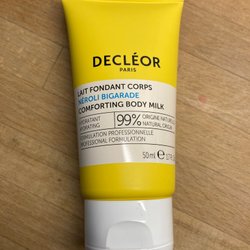 DECLÉOR
PARIS
LAIT FONDANT CORPS
NÉROLI BIGARADE
COMFORTING BODY MILK
HYDRATANT
HYDRATING
99% ORIGINE NATURELLE
NATURAL ORIGIN
FORMULATION PROFESSIONNELLE
PROFESSIONAL FORMULATION
50ml e